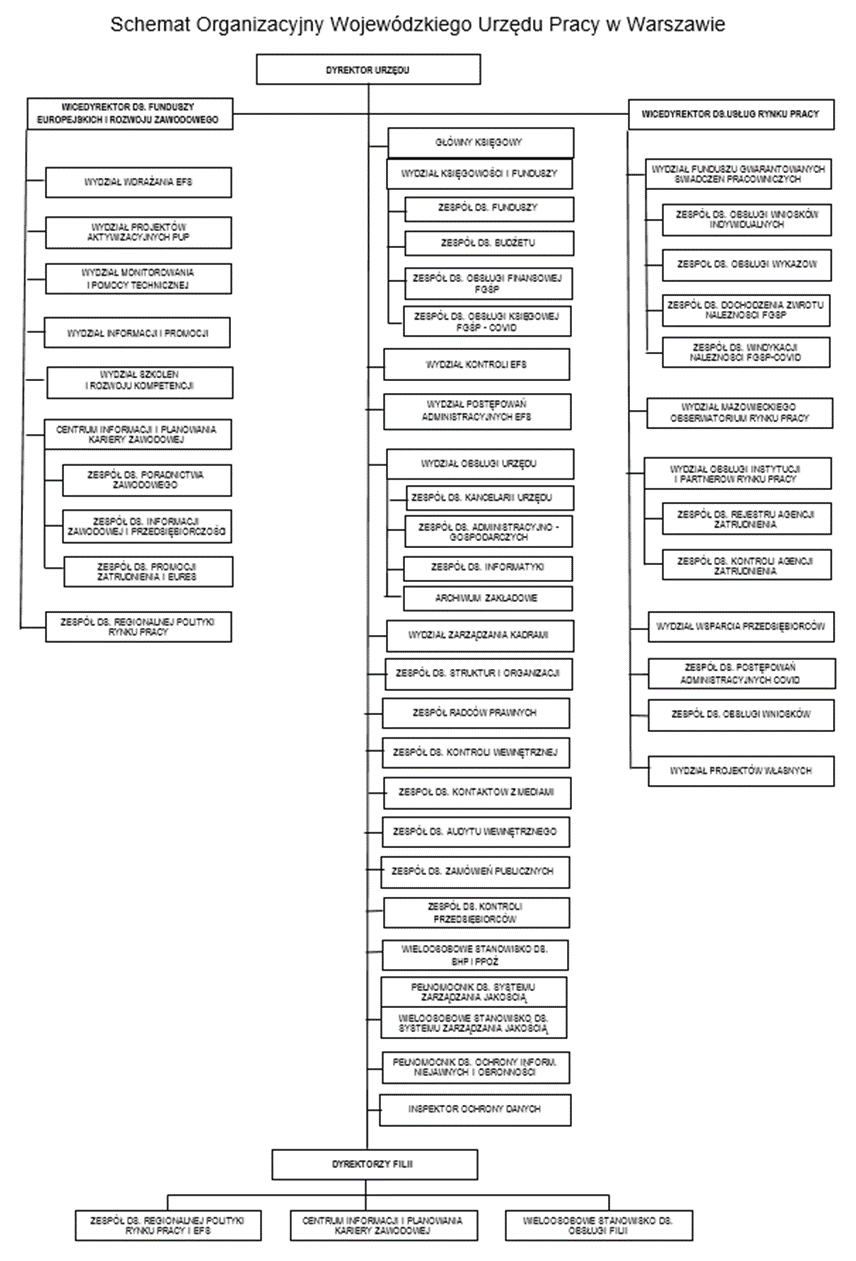 Schemat Organizacyjny Wojewódzkiego Urzędu Pracy w Warszawie
DYREKTOR URZĘDU
WICEDYREKTOR DS. FUNDUSZY
EUROPEJSKICH I ROZWOJU ZAWODOWEGO
WYDZIAŁ WDRAŻANIA EFS
WYDZIAŁ PROJEKTÓW
AKTYWIZACYJNYCH PUP
WYDZIAŁ MONITOROWANIA
I POMOCY TECHNICZNEJ
WYDZIAŁ INFORMACJI I PROMOCJI
WYDZIAŁ SZKOLEŃ
I ROZWOJU KOMPETENCJI
CENTRUM INFORMACJI I PLANOWANIA
KARIERY ZAWODOWEJ
ZESPÓŁ DS. PORADNICTWA
ZAWODOWEGO
ZESPÓŁ DS. INFORMACJI
ZAWODOWEJ I PRZEDSIĘBIORCZOŚCI
ZESPÓŁ DS. PROMOCJI
ZATRUDNIENIA I EURES
ZESPÓŁ DS. REGIONALNEJ POLITYKI
RYNKU PRACY
GŁÓWNY KSIĘGOWY
WYDZIAŁ KSIĘGOWOŚCI I FUNDUSZY
ZESPÓŁ DS. FUNDUSZY
ZESPÓŁ DS. BUDŻETU
ZESPÓŁ DS. OBSŁUGI FINANSOWEJ
FGŚP
ZESPÓŁ DS. OBSŁUGI KSIĘGOWEJ
FGŚP - COVID
WYDZIAŁ KONTROLI EFS
WYDZIAŁ POSTĘPOWAŃ
ADMINISTRACYJNYCH EFS
WYDZIAŁ OBSŁUGI URZĘDU
ZESPÓŁ DS. KANCELARII URZĘDU
ZESPÓŁ DS. ADMINISTRACYJNO -
GOSPODARCZYCH
ZESPÓŁ DS. INFORMATYKI
ARCHIWUM ZAKŁADOWE
WYDZIAŁ ZARZĄDZANIA KADRAMI
ZESPÓŁ DS. STRUKTUR I ORGANIZACJI
ZESPÓŁ RADCÓW PRAWNYCH
ZESPÓŁ DS. KONTROLI WEWNĘTRZNEJ
ZESPÓŁ DS. KONTAKTÓW Z MEDIAMI
ZESPÓŁ DS. AUDYTU WEWNĘTRZNEGO
ZESPÓŁ DS. ZAMÓWIEŃ PUBLICZNYCH
ZESPÓŁ DS. KONTROLI
PRZEDSIĘBIORCÓW
WIELOOSOBOWE STANOWISKO DS.
BHP I PPOŻ
PEŁNOMOCNIK DS. SYSTEMU
ZARZĄDZANIA JAKOŚCIĄ
WIELOOSOBOWE STANOWISKO DS.
SYSTEMU ZARZĄDZANIA JAKOŚCIĄ
PEŁNOMOCNIK DS. OCHRONY INFORM.
NIEJAWNYCH I OBRONNOŚCI
INSPEKTOR OCHRONY DANYCH
WICEDYREKTOR DS.USŁUG RYNKU PRACY
WYDZIAŁ FUNDUSZU GWARANTOWANYCH
ŚWIADCZEŃ PRACOWNICZYCH
ZESPÓŁ DS. OBSŁUGI WNIOSKÓW
INDYWIDUALNYCH
ZESPÓŁ DS. OBSŁUGI WYKAZÓW
ZESPÓŁ DS. DOCHODZENIA ZWROTU
NALEŻNOŚCI FGŚP
ZESPÓŁ DS. WINDYKACJI
NALEŻNOŚCI FGŚP-COVID
WYDZIAŁ MAZOWIECKIEGO
OBSERWATORIUM RYNKU PRACY
WYDZIAŁ OBSŁUGI INSTYTUCJI
I PARTNERÓW RYNKU PRACY
ZESPÓŁ DS. REJESTRU AGENCJI
ZATRUDNIENIA
ZESPÓŁ DS. KONTROLI AGENCJI
ZATRUDNIENIA
WYDZIAŁ WSPARCIA PRZEDSIĘBIORCÓW
ZESPÓŁ DS. POSTĘPOWAŃ
ADMINISTRACYJNYCH COVID
ZESPÓŁ DS. OBSŁUGI WNIOSKÓW
WYDZIAŁ PROJEKTÓW WŁASNYCH
DYREKTORZY FILII
ZESPÓŁ DS. REGIONALNEJ POLITYKI
RYNKU PRACY I EFS
CENTRUM INFORMACJI I PLANOWANIA
KARIERY ZAWODOWEJ
WIELOOSOBOWE STANOWISKO DS.
OBSŁUGI FILII